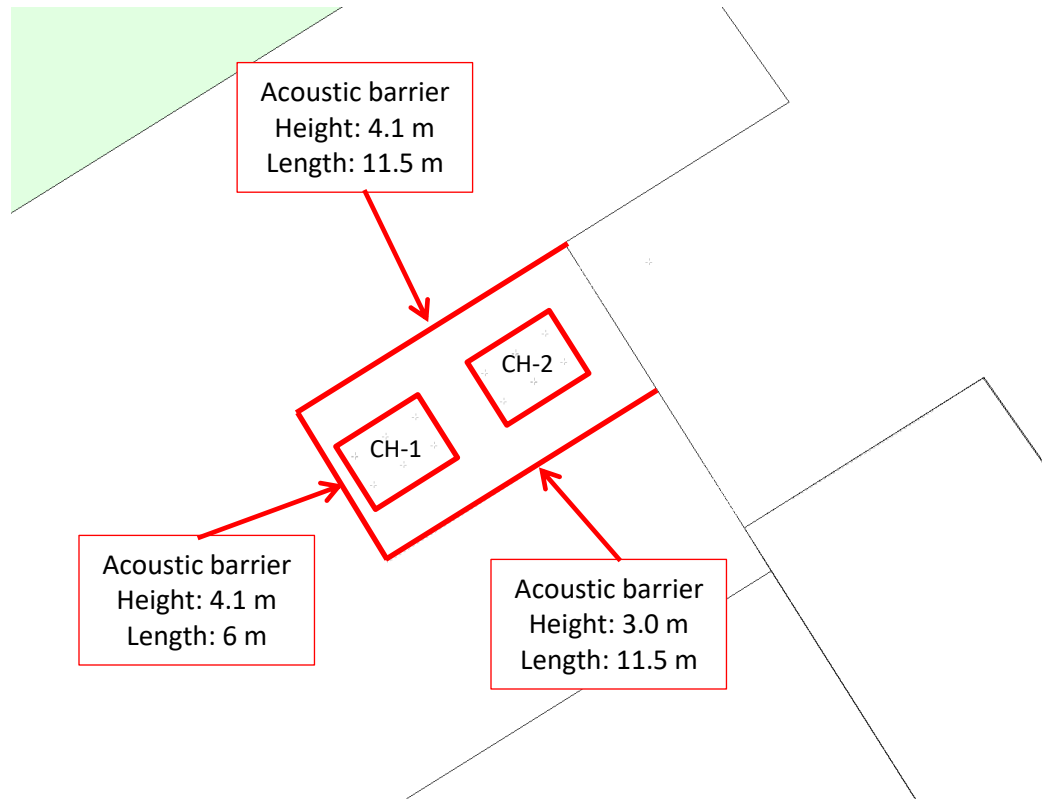 Acoustic barrier
Height: 4.1 m
Length: 11.5 m
CH-2
CH-1
Acoustic barrier
Height: 4.1 m
Length: 6 m
Acoustic barrier
Height: 3.0 m
Length: 11.5 m